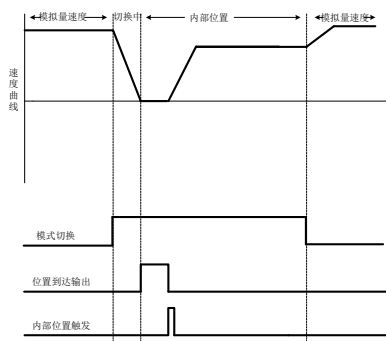 模拟量速度
切换中
内部位置
模拟量速度
速度曲线
模式切换
位置到达输出
内部位置触发